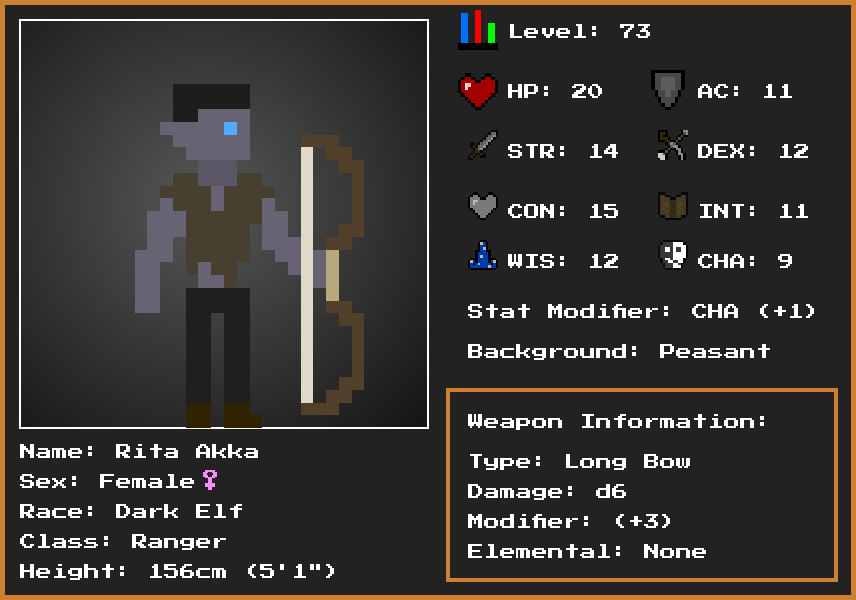 Level: 73
HP: 20
AC: 11
STR: 14
DEX: 12
CON: 15
INT: 11
WIS: 12
CHA: 9
Stat Modifier: CHA (+1)
Background: Peasant
Name: Rita Akka
Sex: Female♀
Race: Dark Elf
Class: Ranger
Height: 156cm (5'1")
Weapon Information:
Type: Long Bow
Damage: d6
Modifier: (+3)
Elemental: None